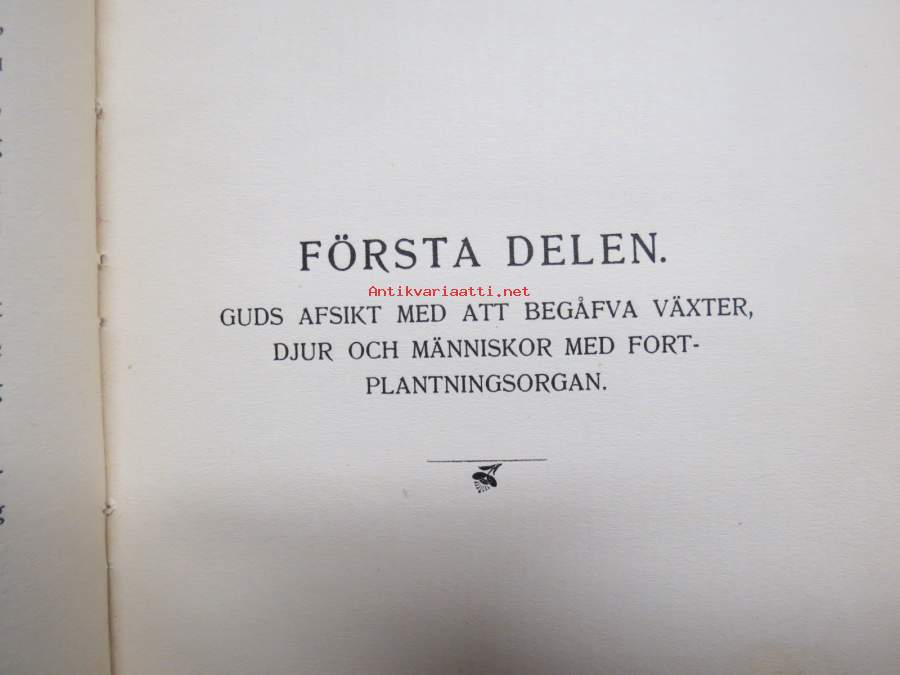 FÖRSTA DELEN.
Antikvariaatti.net
GUDS AFSIKT MED ATT BEGÅFVA VÄXTER,
DJUR OCH MÄNNISKOR MED FORT-
PLANTNINGSORGAN.